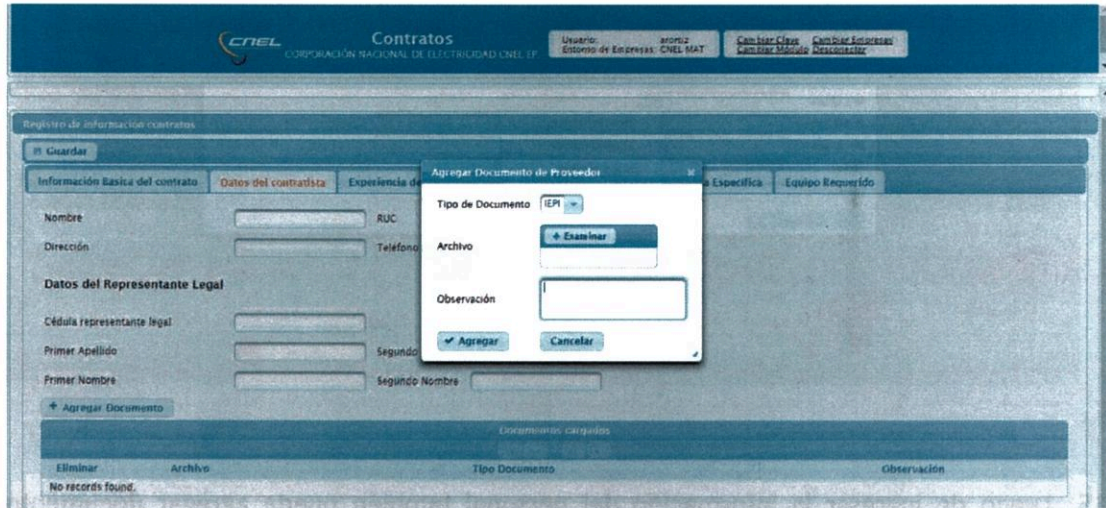 CNEL
Contratos
CORPORACIÓN NACIONAL DE ELECTRICIDAD CNEL EP.
Usuario: arortiz
Entorno de Empresas: CNEL MAT
Cambiar Clave Cambiar Empresas
Cambiar Módulo Desconectar
Registro de información contratos
Guardar
Información Basica del contrato
Datos del contratista
Experiencia de
a Especifica
Equipo Requerido
Agregar Documento de Proveedor
Tipo de Documento IEPI
Archivo
+ Examinar
Observación
Agregar
Cancelar
Nombre
RUC
Dirección
Teléfono
Datos del Representante Legal
Cédula representante legal
Primer Apellido
Segundo
Primer Nombre
Segundo Nombre
+ Agregar Documento
Documentos cargados
Eliminar Archivo Tipo Documento Observación
No records found.